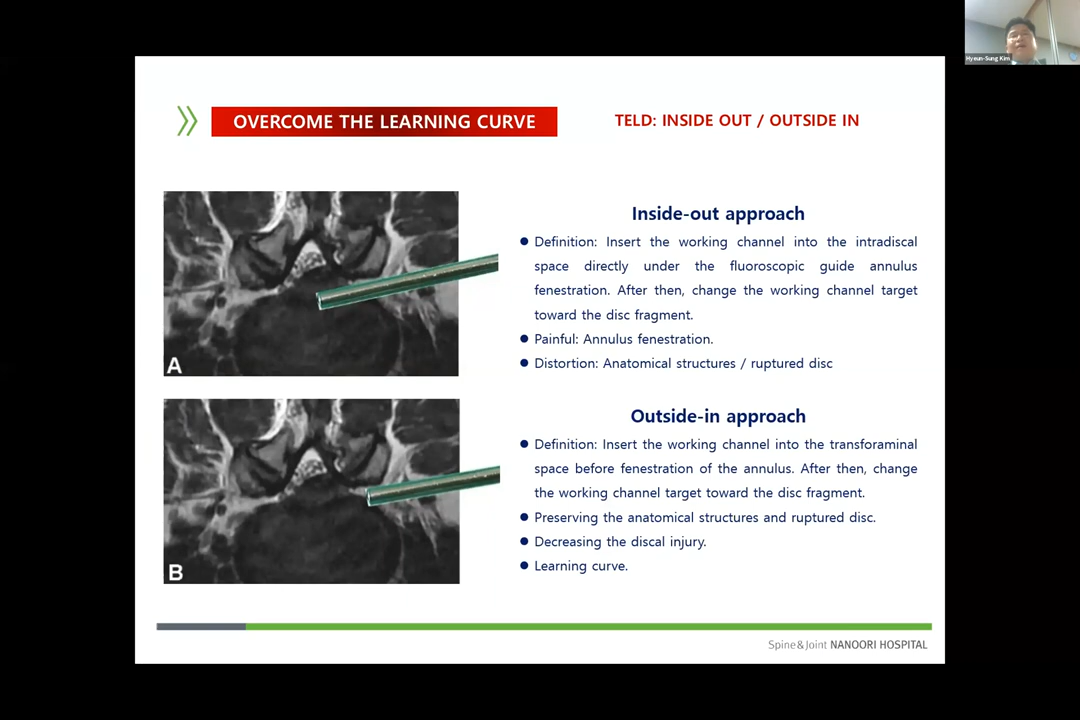 Hyeun-Sung Kim
OVERCOME THE LEARNING CURVE
TELD: INSIDE OUT / OUTSIDE IN
A
Inside-out approach
Definition: Insert the working channel into the intradiscal
space directly under the fluoroscopic guide annulus
fenestration. After then, change the working channel target
toward the disc fragment.
Painful: Annulus fenestration.
Distortion: Anatomical structures / ruptured disc
B
Outside-in approach
Definition: Insert the working channel into the transforaminal
space before fenestration of the annulus. After then, change
the working channel target toward the disc fragment.
Preserving the anatomical structures and ruptured disc.
Decreasing the discal injury.
Learning curve.
Spine&Joint NANOORI HOSPITAL